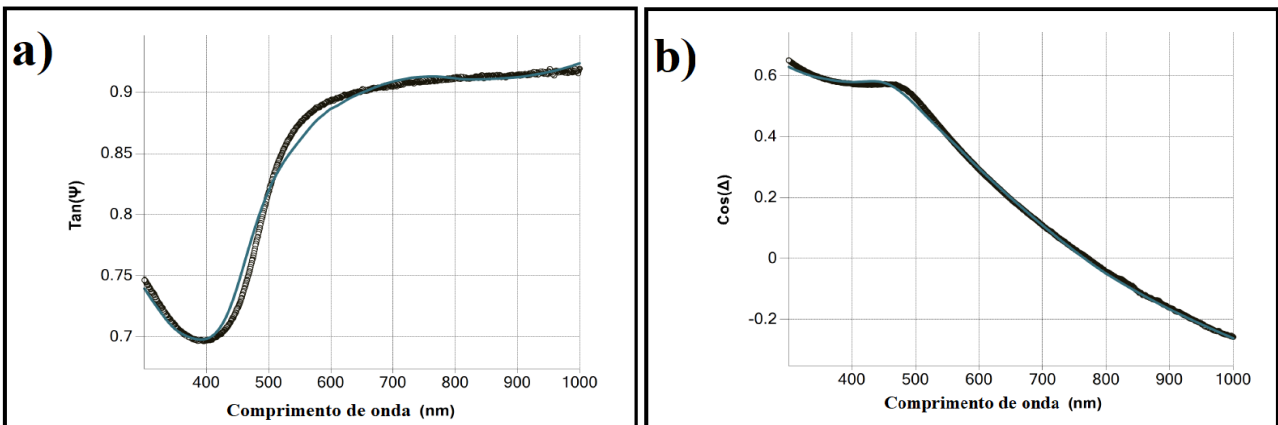 a)
0.9
0.85
0.8
0.75
0.7
Tan(Ψ)
400 500 600 700 800 900 1000
Comprimento de onda (nm)
b)
0.6
0.4
0.2
0
-0.2
Cos(Δ)
400 500 600 700 800 900 1000
Comprimento de onda (nm)